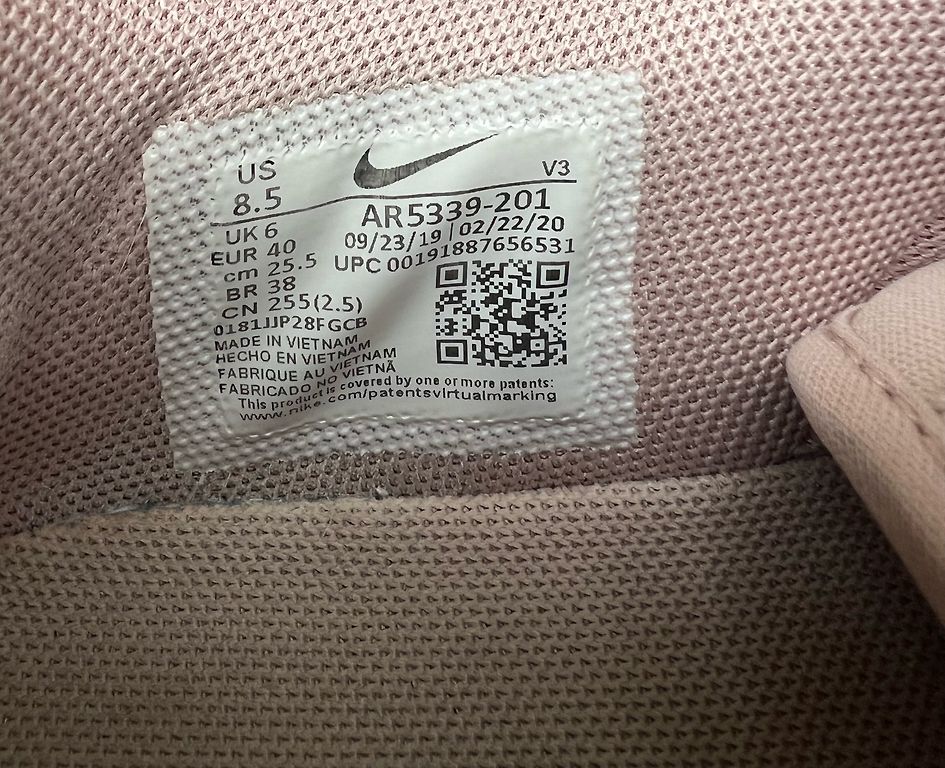 US
8.5
V3
AR5339-201
UK 6
09/23/19 | 02/22/20
EUR 40
UPC 00191887656531
cm 25.5
BR 38
CN 255(2.5)
0181JJP28FGCB
MADE IN VIETNAM
HECHO EN VIETNAM
FABRIQUE AU VIETNAM
FABRICADO NO VIETNÃ
This product is covered by one or more patents:
www.nike.com/patentsvirtualmarking